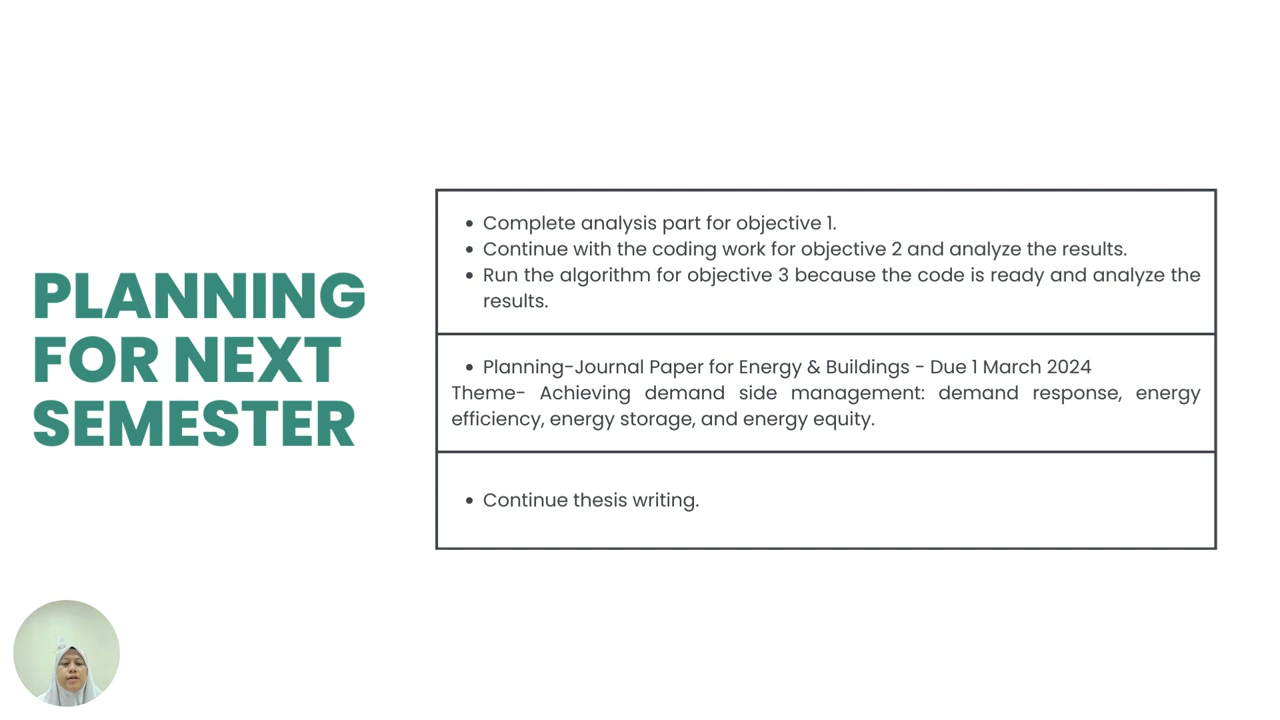 PLANNING
FOR NEXT
SEMESTER
• Complete analysis part for objective 1.
• Continue with the coding work for objective 2 and analyze the results.
• Run the algorithm for objective 3 because the code is ready and analyze the
results.
• Planning-Journal Paper for Energy & Buildings - Due 1 March 2024
Theme- Achieving demand side management: demand response, energy
efficiency, energy storage, and energy equity.
• Continue thesis writing.